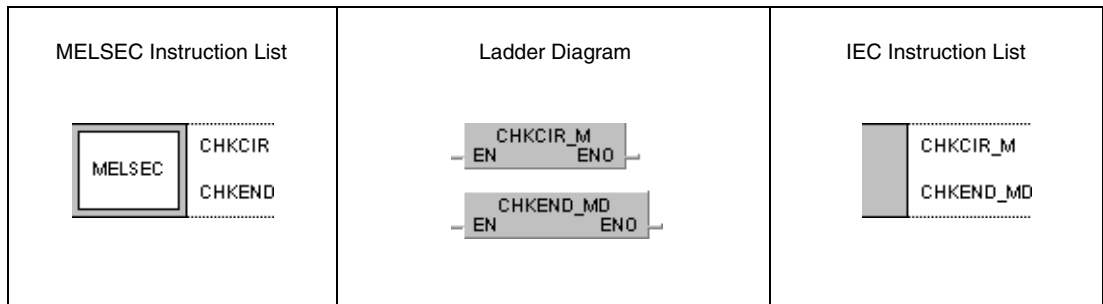 MELSEC Instruction List
MELSEC
CHKCIR
CHKEND
Ladder Diagram
CHKCIR_M
EN ENO
CHKEND_MD
EN ENO
IEC Instruction List
CHKCIR_M
CHKEND_MD